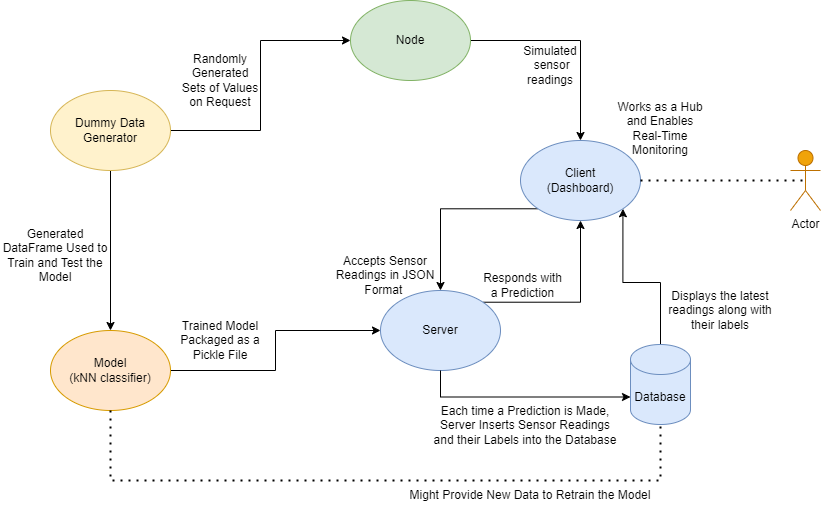 Node
Randomly
Generated
Sets of Values
on Request
Simulated
sensor
readings
Dummy Data
Generator
Works as a Hub
and Enables
Real-Time
Monitoring
Client
(Dashboard)
Actor
Generated
DataFrame Used to
Train and Test the
Model
Accepts Sensor
Readings in JSON
Format
Responds with
a Prediction
Displays the latest
readings along with
their labels
Trained Model
Packaged as a
Pickle File
Server
Model
(kNN classifier)
Database
Each time a Prediction is Made,
Server Inserts Sensor Readings
and their Labels into the Database
Might Provide New Data to Retrain the Model